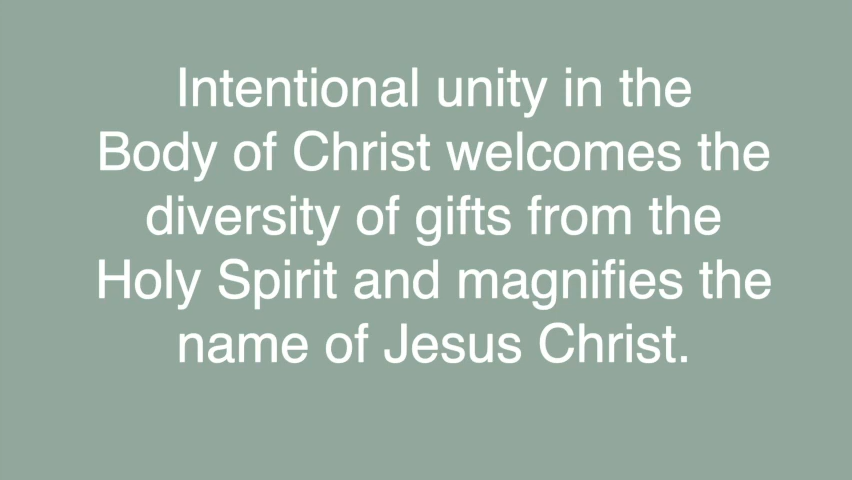 Intentional unity in the
Body of Christ welcomes the
diversity of gifts from the
Holy Spirit and magnifies the
name of Jesus Christ.